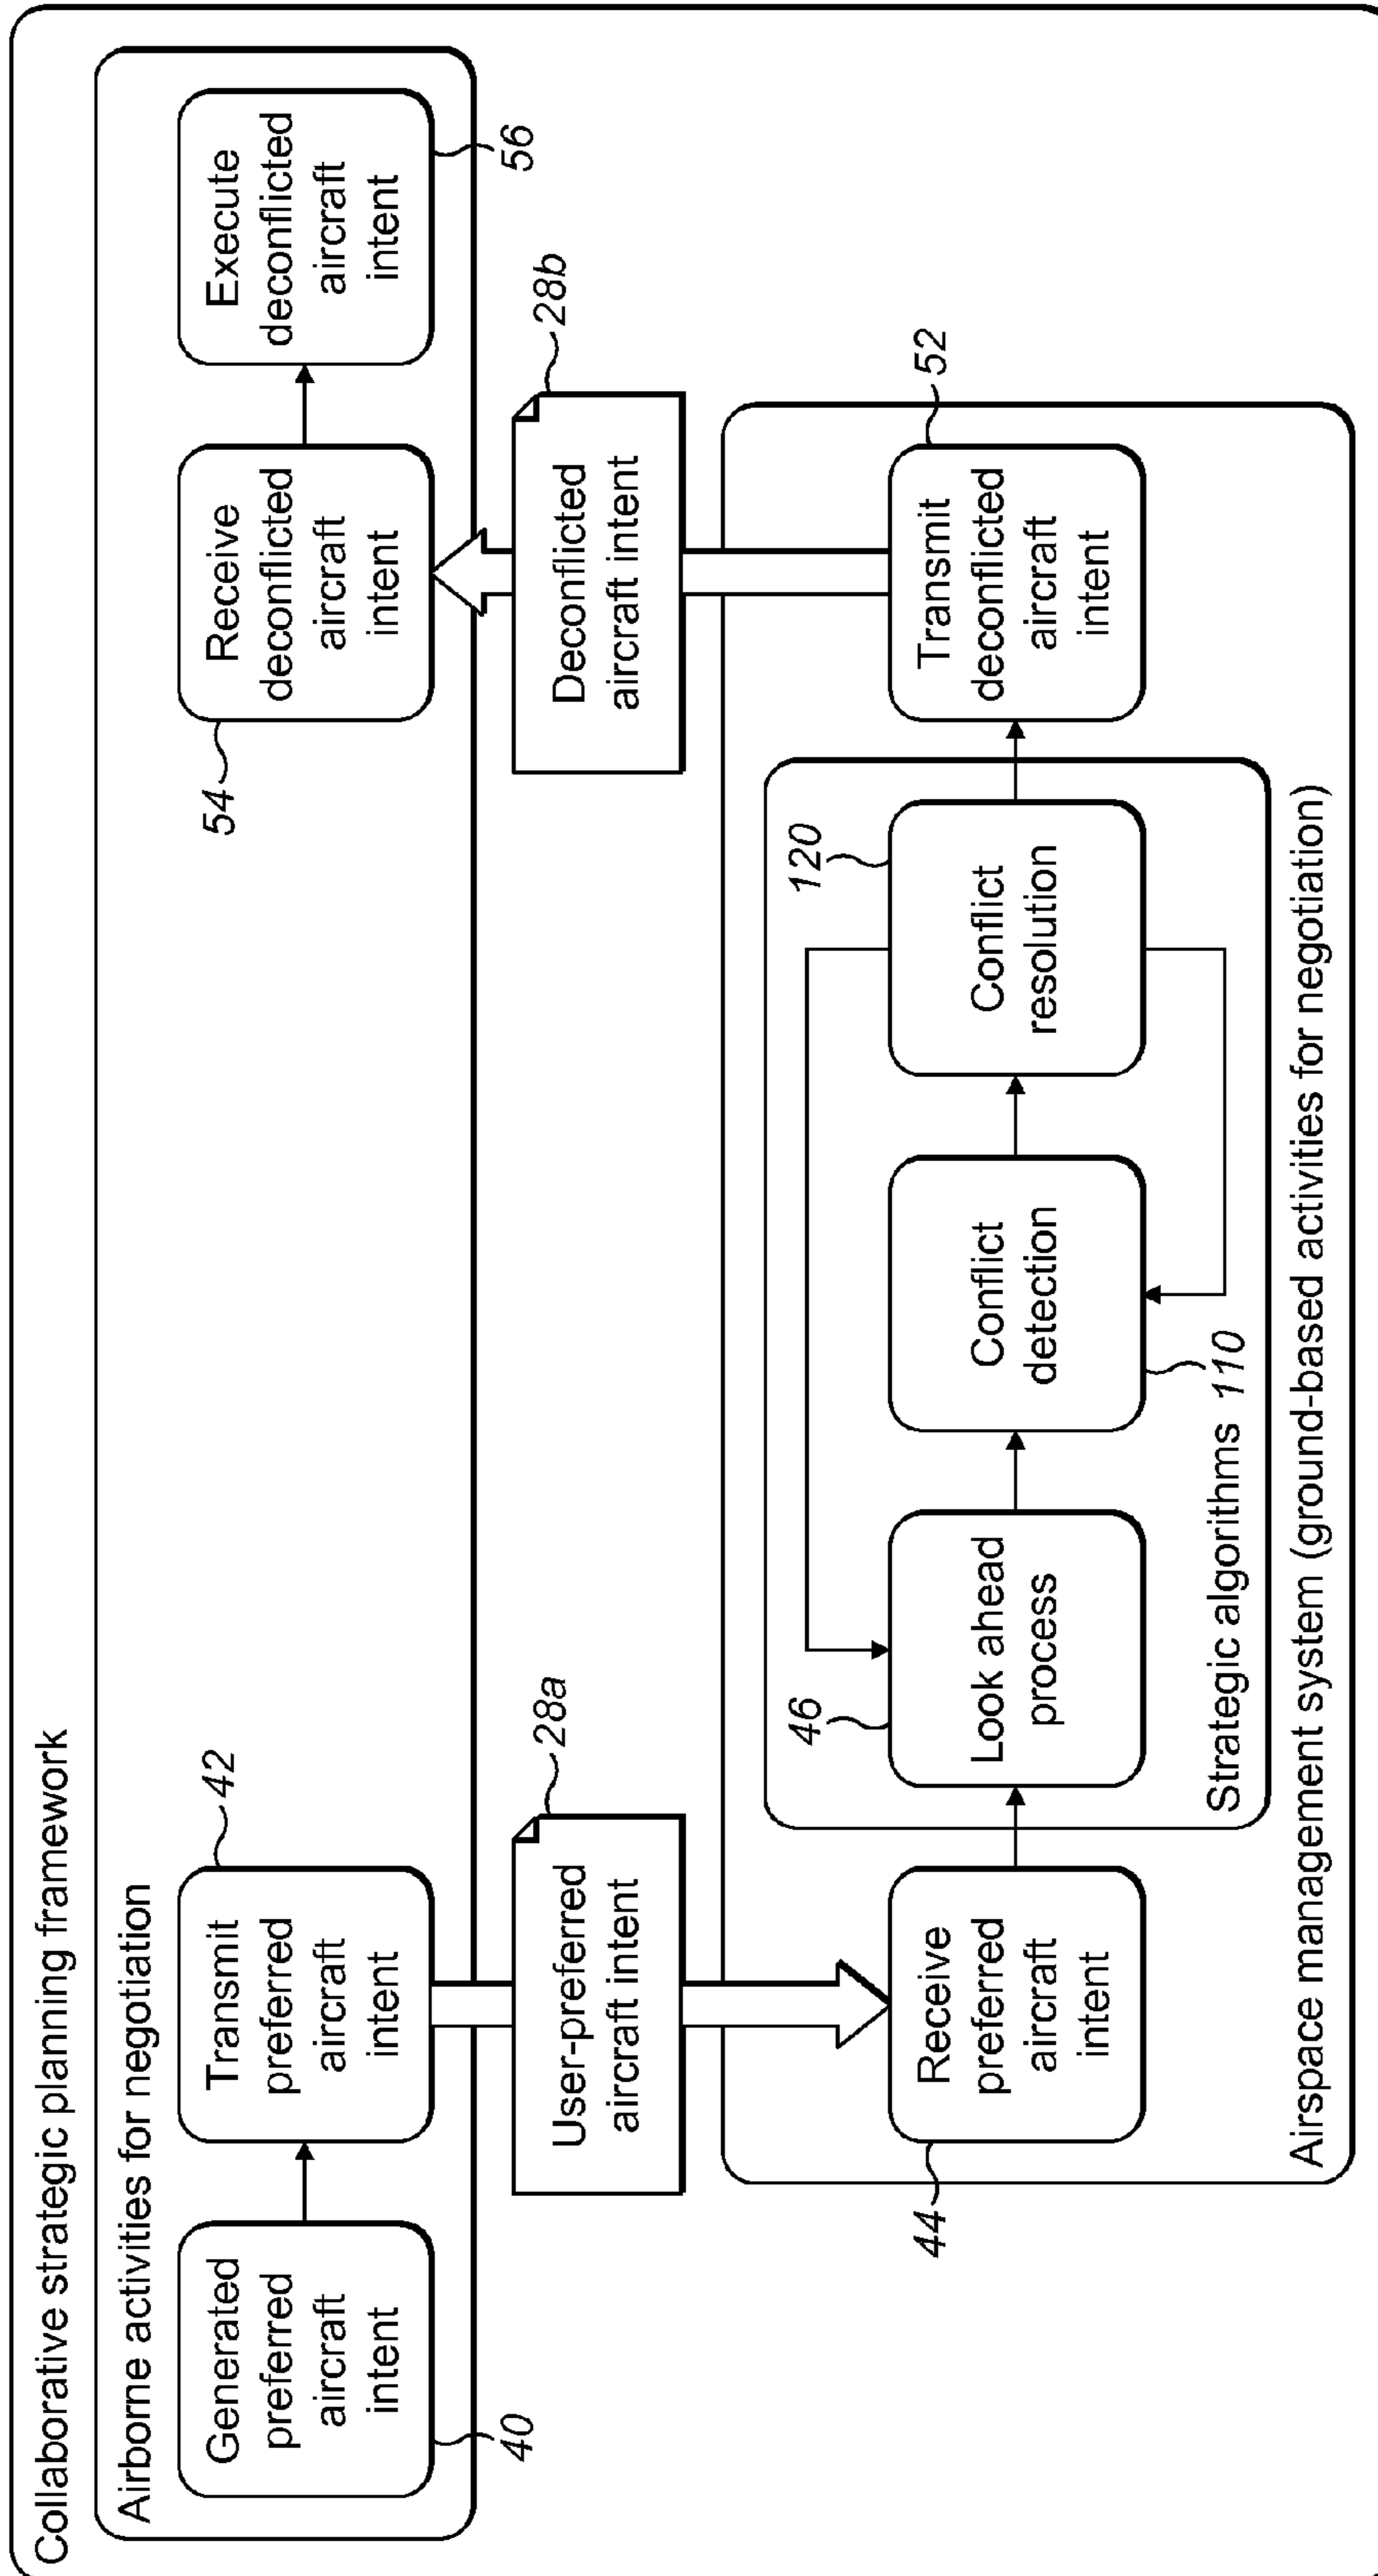 Collaborative strategic planning framework
Airborne activities for negotiation
Generated
preferred
aircraft
intent
40
Transmit
preferred
aircraft
intent
42
Receive
deconflicted
aircraft
intent
54
Execute
deconflicted
aircraft
intent
56
User-preferred
aircraft intent
28a
Deconflicted
aircraft intent
28b
Receive
preferred
aircraft
intent
44
Look ahead
process
46
Conflict
detection
110
Conflict
resolution
120
Transmit
deconflicted
aircraft
intent
52
Strategic algorithms
Airspace management system (ground-based activities for negotiation)